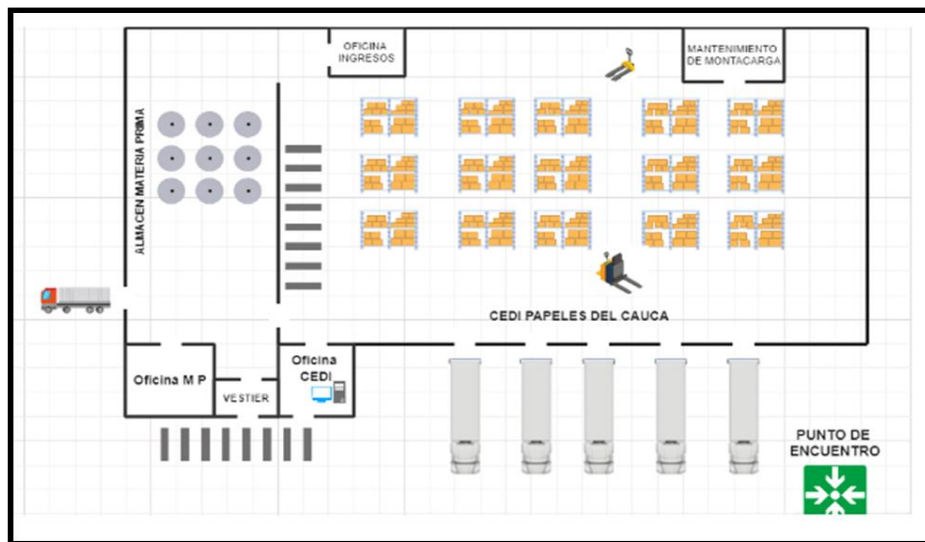 OFICINA
INGRESOS
MANTENIMIENTO
DE MONTACARGA
ALMACEN MATERIA PRIMA
CEDI PAPELES DEL CAUCA
Oficina M P
VESTIER
Oficina
CEDI
PUNTO DE
ENCUENTRO